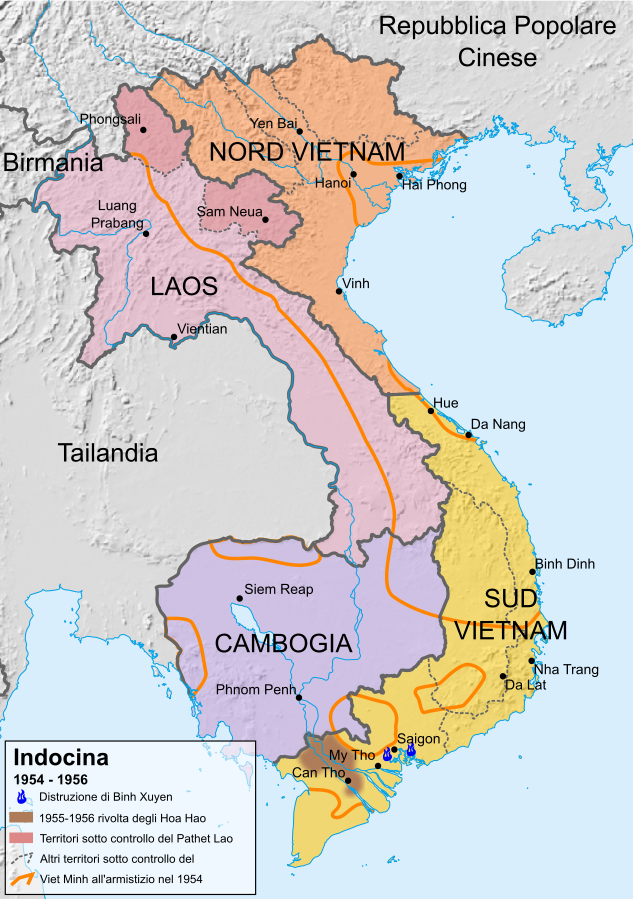 Repubblica Popolare
Cinese
Phongsali
Yen Bai
Birmania
NORD VIETNAM
Hanoi
Hai Phong
Luang
Prabang
Sam Neua
LAOS
Vinh
Vientian
Hue
Da Nang
Tailandia
Binh Dinh
Siem Reap
SUD
VIETNAM
CAMBOGIA
Nha Trang
Da Lat
Phnom Penh
Saigon
My Tho
Can Tho
Indocina
1954 - 1956
Distruzione di Binh Xuyen
1955-1956 rivolta degli Hoa Hao
Territori sotto controllo del Pathet Lao
Altri territori sotto controllo del
Viet Minh all'armistizio nel 1954